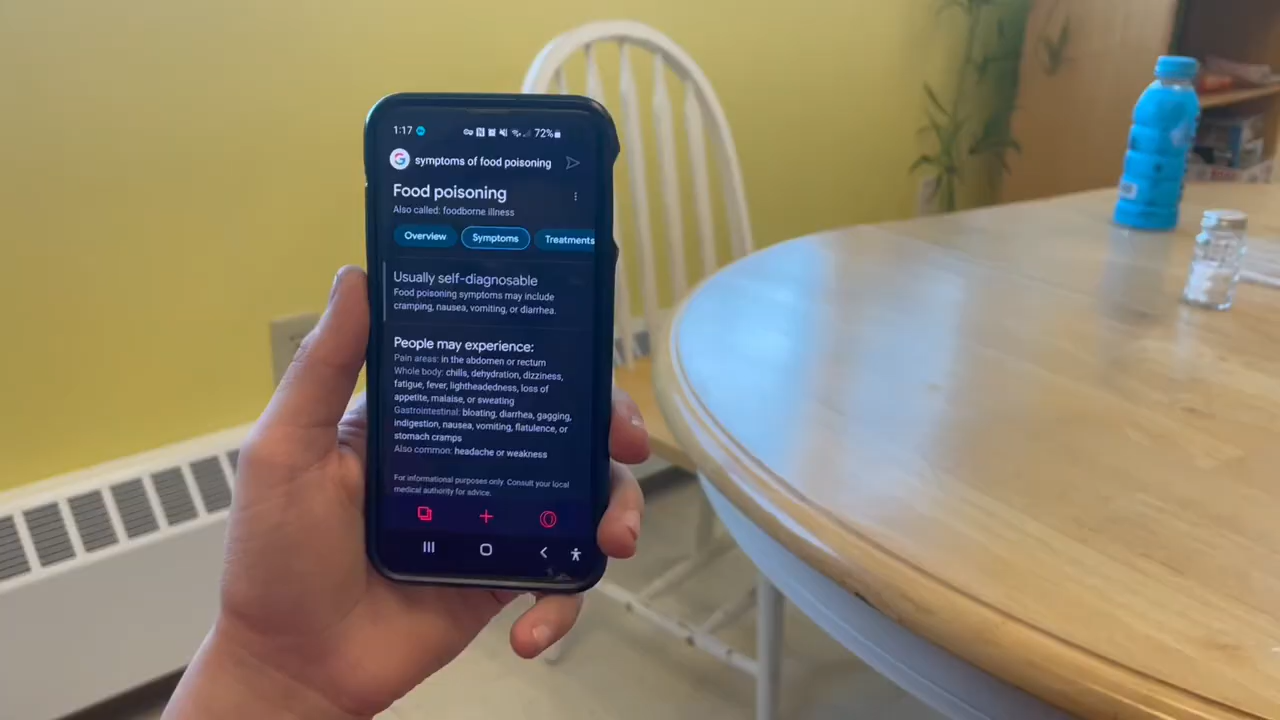 1:17
72%
symptoms of food poisoning
Food poisoning
Also called: foodborne illness
Overview
Symptoms
Treatments
Usually self-diagnosable
Food poisoning symptoms may include
cramping, nausea, vomiting, or diarrhea.
People may experience:
Pain areas: in the abdomen or rectum
Whole body: chills, dehydration, dizziness,
fatigue, fever, lightheadedness, loss of
appetite, malaise, or sweating
Gastrointestinal: bloating, diarrhea, gagging,
indigestion, nausea, vomiting, flatulence, or
stomach cramps
Also common: headache or weakness
For informational purposes only. Consult your local
medical authority for advice.